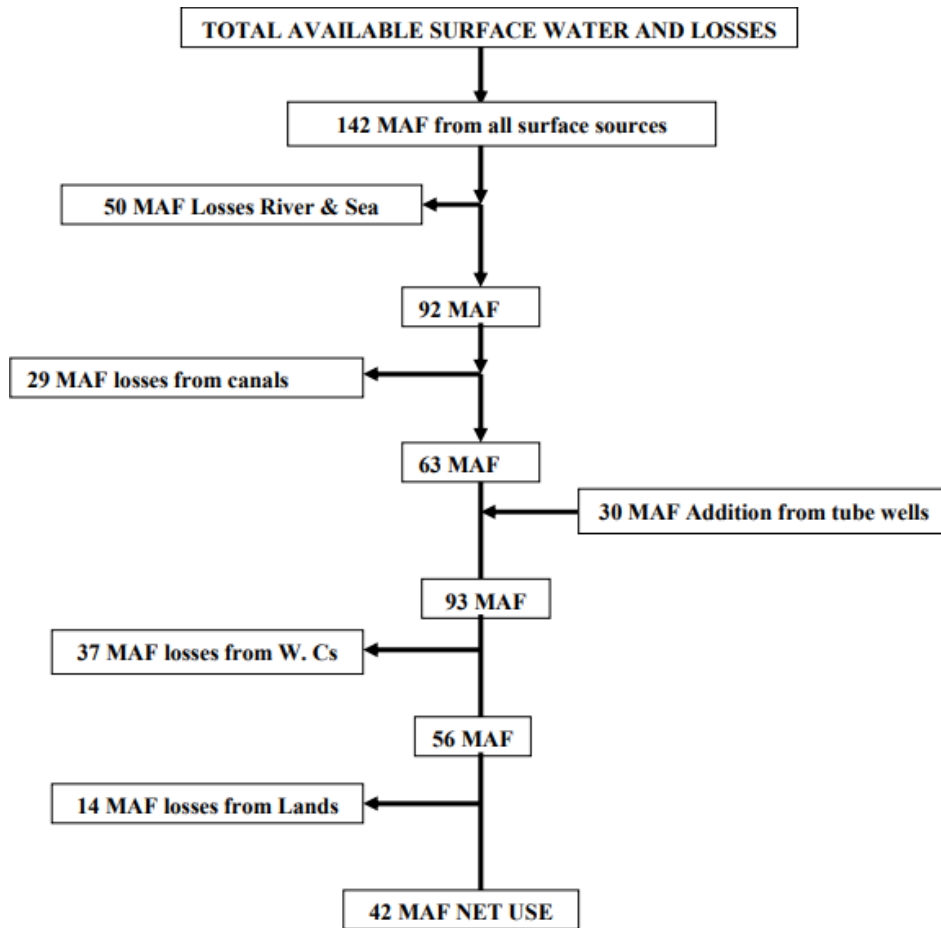 TOTAL AVAILABLE SURFACE WATER AND LOSSES
142 MAF from all surface sources
50 MAF Losses River & Sea
92 MAF
29 MAF losses from canals
63 MAF
30 MAF Addition from tube wells
93 MAF
37 MAF losses from W. Cs
56 MAF
14 MAF losses from Lands
42 MAF NET USE